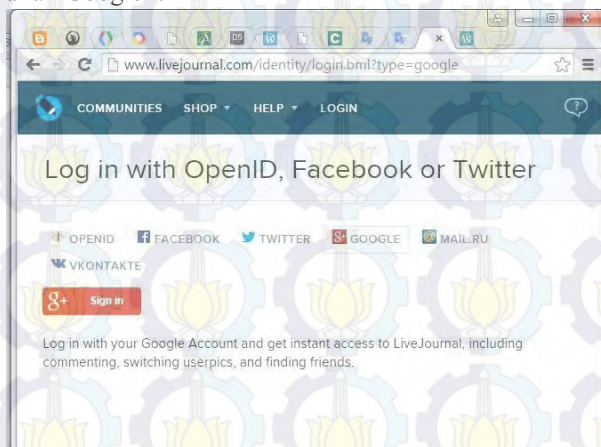 www.livejournal.com/identity/login.bml?type=google
COMMUNITIES SHOP HELP LOGIN
Log in with OpenID, Facebook or Twitter
OPENID FACEBOOK TWITTER GOOGLE MAIL.RU
VKONTAKTE
g+ Sign in
Log in with your Google Account and get instant access to LiveJournal, including
commenting, switching userpics, and finding friends.